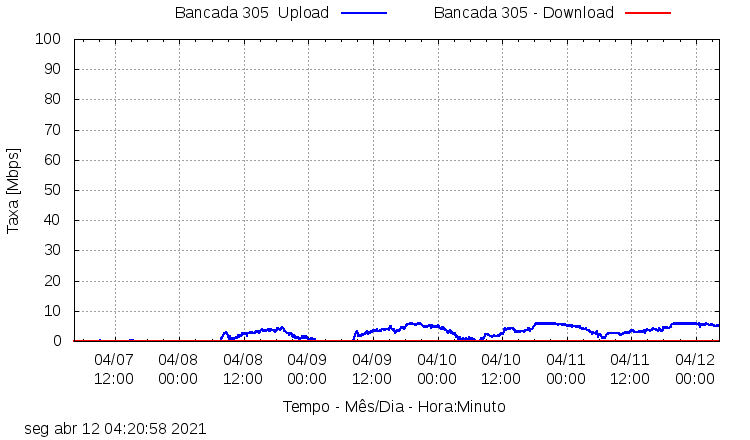 Bancada 305  Upload
Bancada 305 - Download
Taxa [Mbps]
100
90
80
70
60
50
40
30
20
10
0
04/07 04/08 04/08 04/09 04/09 04/10 04/10 04/11 04/11 04/12
12:00 00:00 12:00 00:00 12:00 00:00 12:00 00:00 12:00 00:00
Tempo - Mês/Dia - Hora:Minuto
seg abr 12 04:20:58 2021